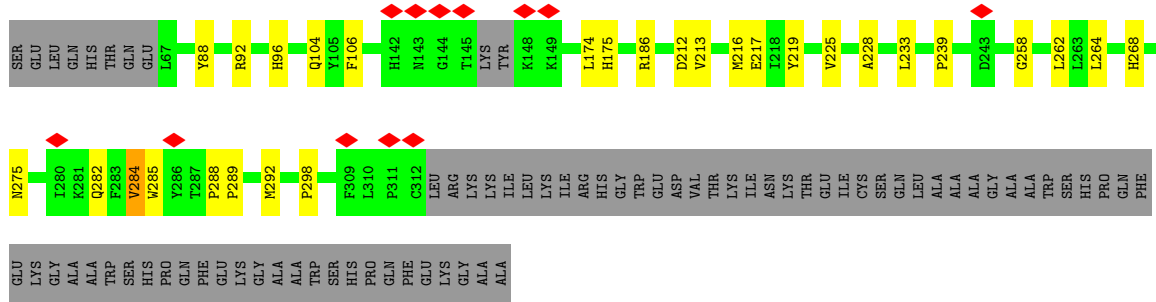 SER GLU LEU GLN HIS THR GLN GLU L67 Y88 R92 H96 Q104 Y105 F106 H142 N143 G144 T145 LYS TYR K148 K149 L174 H175 R186 D212 V213 M216 E217 I218 Y219 V225 A228 L233 P239 D243 G258 L262 L263 L264 H268
N275 I280 K281 Q282 F283 V284 W285 Y286 T287 P288 P289 M292 P298 F309 L310 P311 C312 LEU ARG LYS LYS ILE LEU LYS ILE ARG HIS GLY TRP GLU ASP VAL THR LYS ILE ASN LYS THR GLU ILE CYS SER GLN LEU ALA ALA ALA GLY ALA ALA TRP SER HIS PRO GLN PHE
GLU LYS GLY ALA ALA TRP SER HIS PRO GLN PHE GLU LYS GLY ALA ALA TRP SER HIS PRO GLN PHE GLU LYS GLY ALA ALA